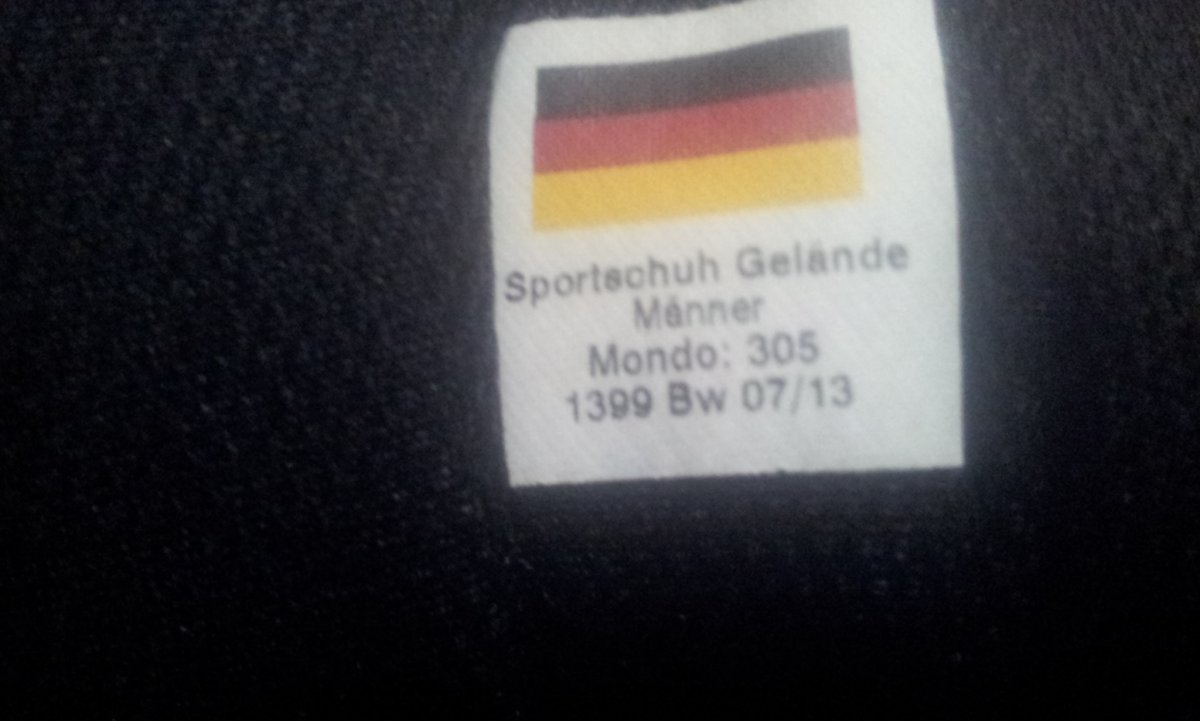 Sportschuh Gelände
Männer
Mondo: 305
1399 Bw 07/13